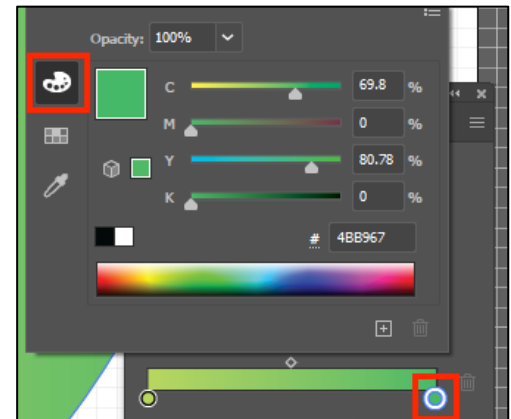 Opacity: 100%
C 69.8 %
M 0 %
Y 80.78 %
K 0 %
# 4BB967